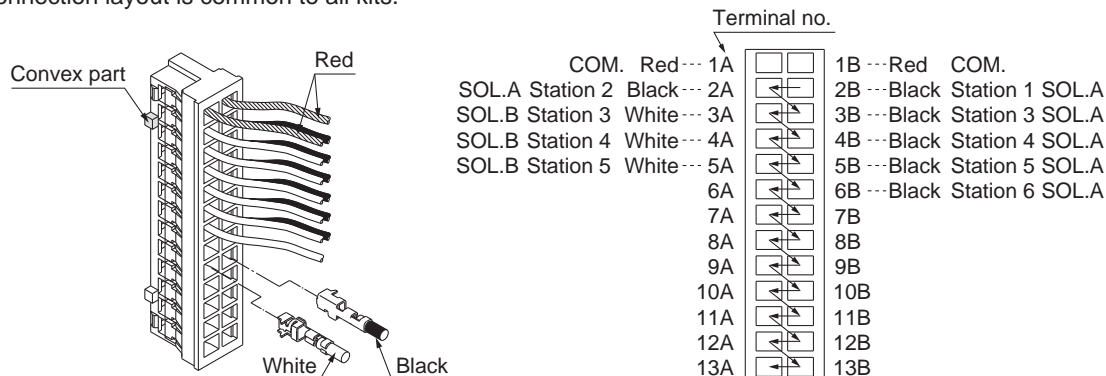 onnection layout is common to all kits.
Terminal no.
Convex part
Red
White
Black
COM. Red 1A 1B Red COM.
SOL.A Station 2 Black 2A 2B Black Station 1 SOL.A
SOL.B Station 3 White 3A 3B Black Station 3 SOL.A
SOL.B Station 4 White 4A 4B Black Station 4 SOL.A
SOL.B Station 5 White 5A 5B Black Station 5 SOL.A
6A 6B Black Station 6 SOL.A
7A 7B
8A 8B
9A 9B
10A 10B
11A 11B
12A 12B
13A 13B